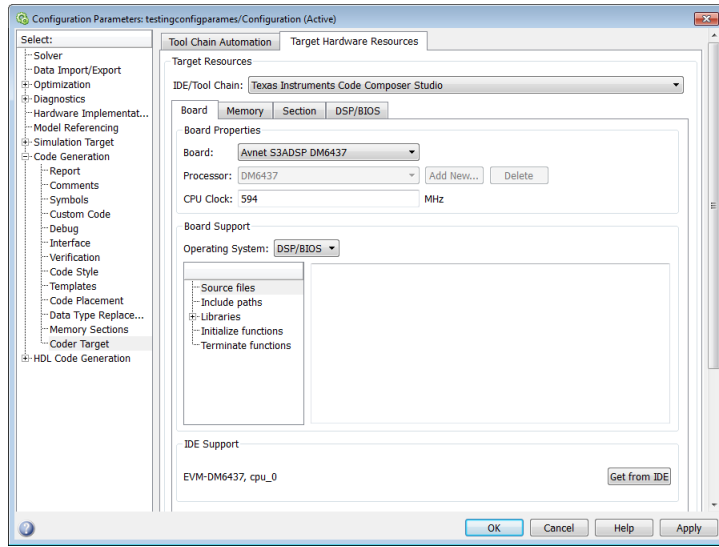 Configuration Parameters: testingconfigparames/Configuration (Active)
Select:
Solver
Data Import/Export
Optimization
Diagnostics
Hardware Implementat...
Model Referencing
Simulation Target
Code Generation
Report
Comments
Symbols
Custom Code
Debug
Interface
Verification
Code Style
Templates
Code Placement
Data Type Replace...
Memory Sections
Coder Target
HDL Code Generation
Tool Chain Automation Target Hardware Resources
Target Resources
IDE/Tool Chain: Texas Instruments Code Composer Studio
Board Memory Section DSP/BIOS
Board Properties
Board: Avnet S3ADSP DM6437
Processor: DM6437 Add New... Delete
CPU Clock: 594 MHz
Board Support
Operating System: DSP/BIOS
Source files
Include paths
Libraries
Initialize functions
Terminate functions
IDE Support
EVM-DM6437, cpu_0 Get from IDE
OK Cancel Help Apply